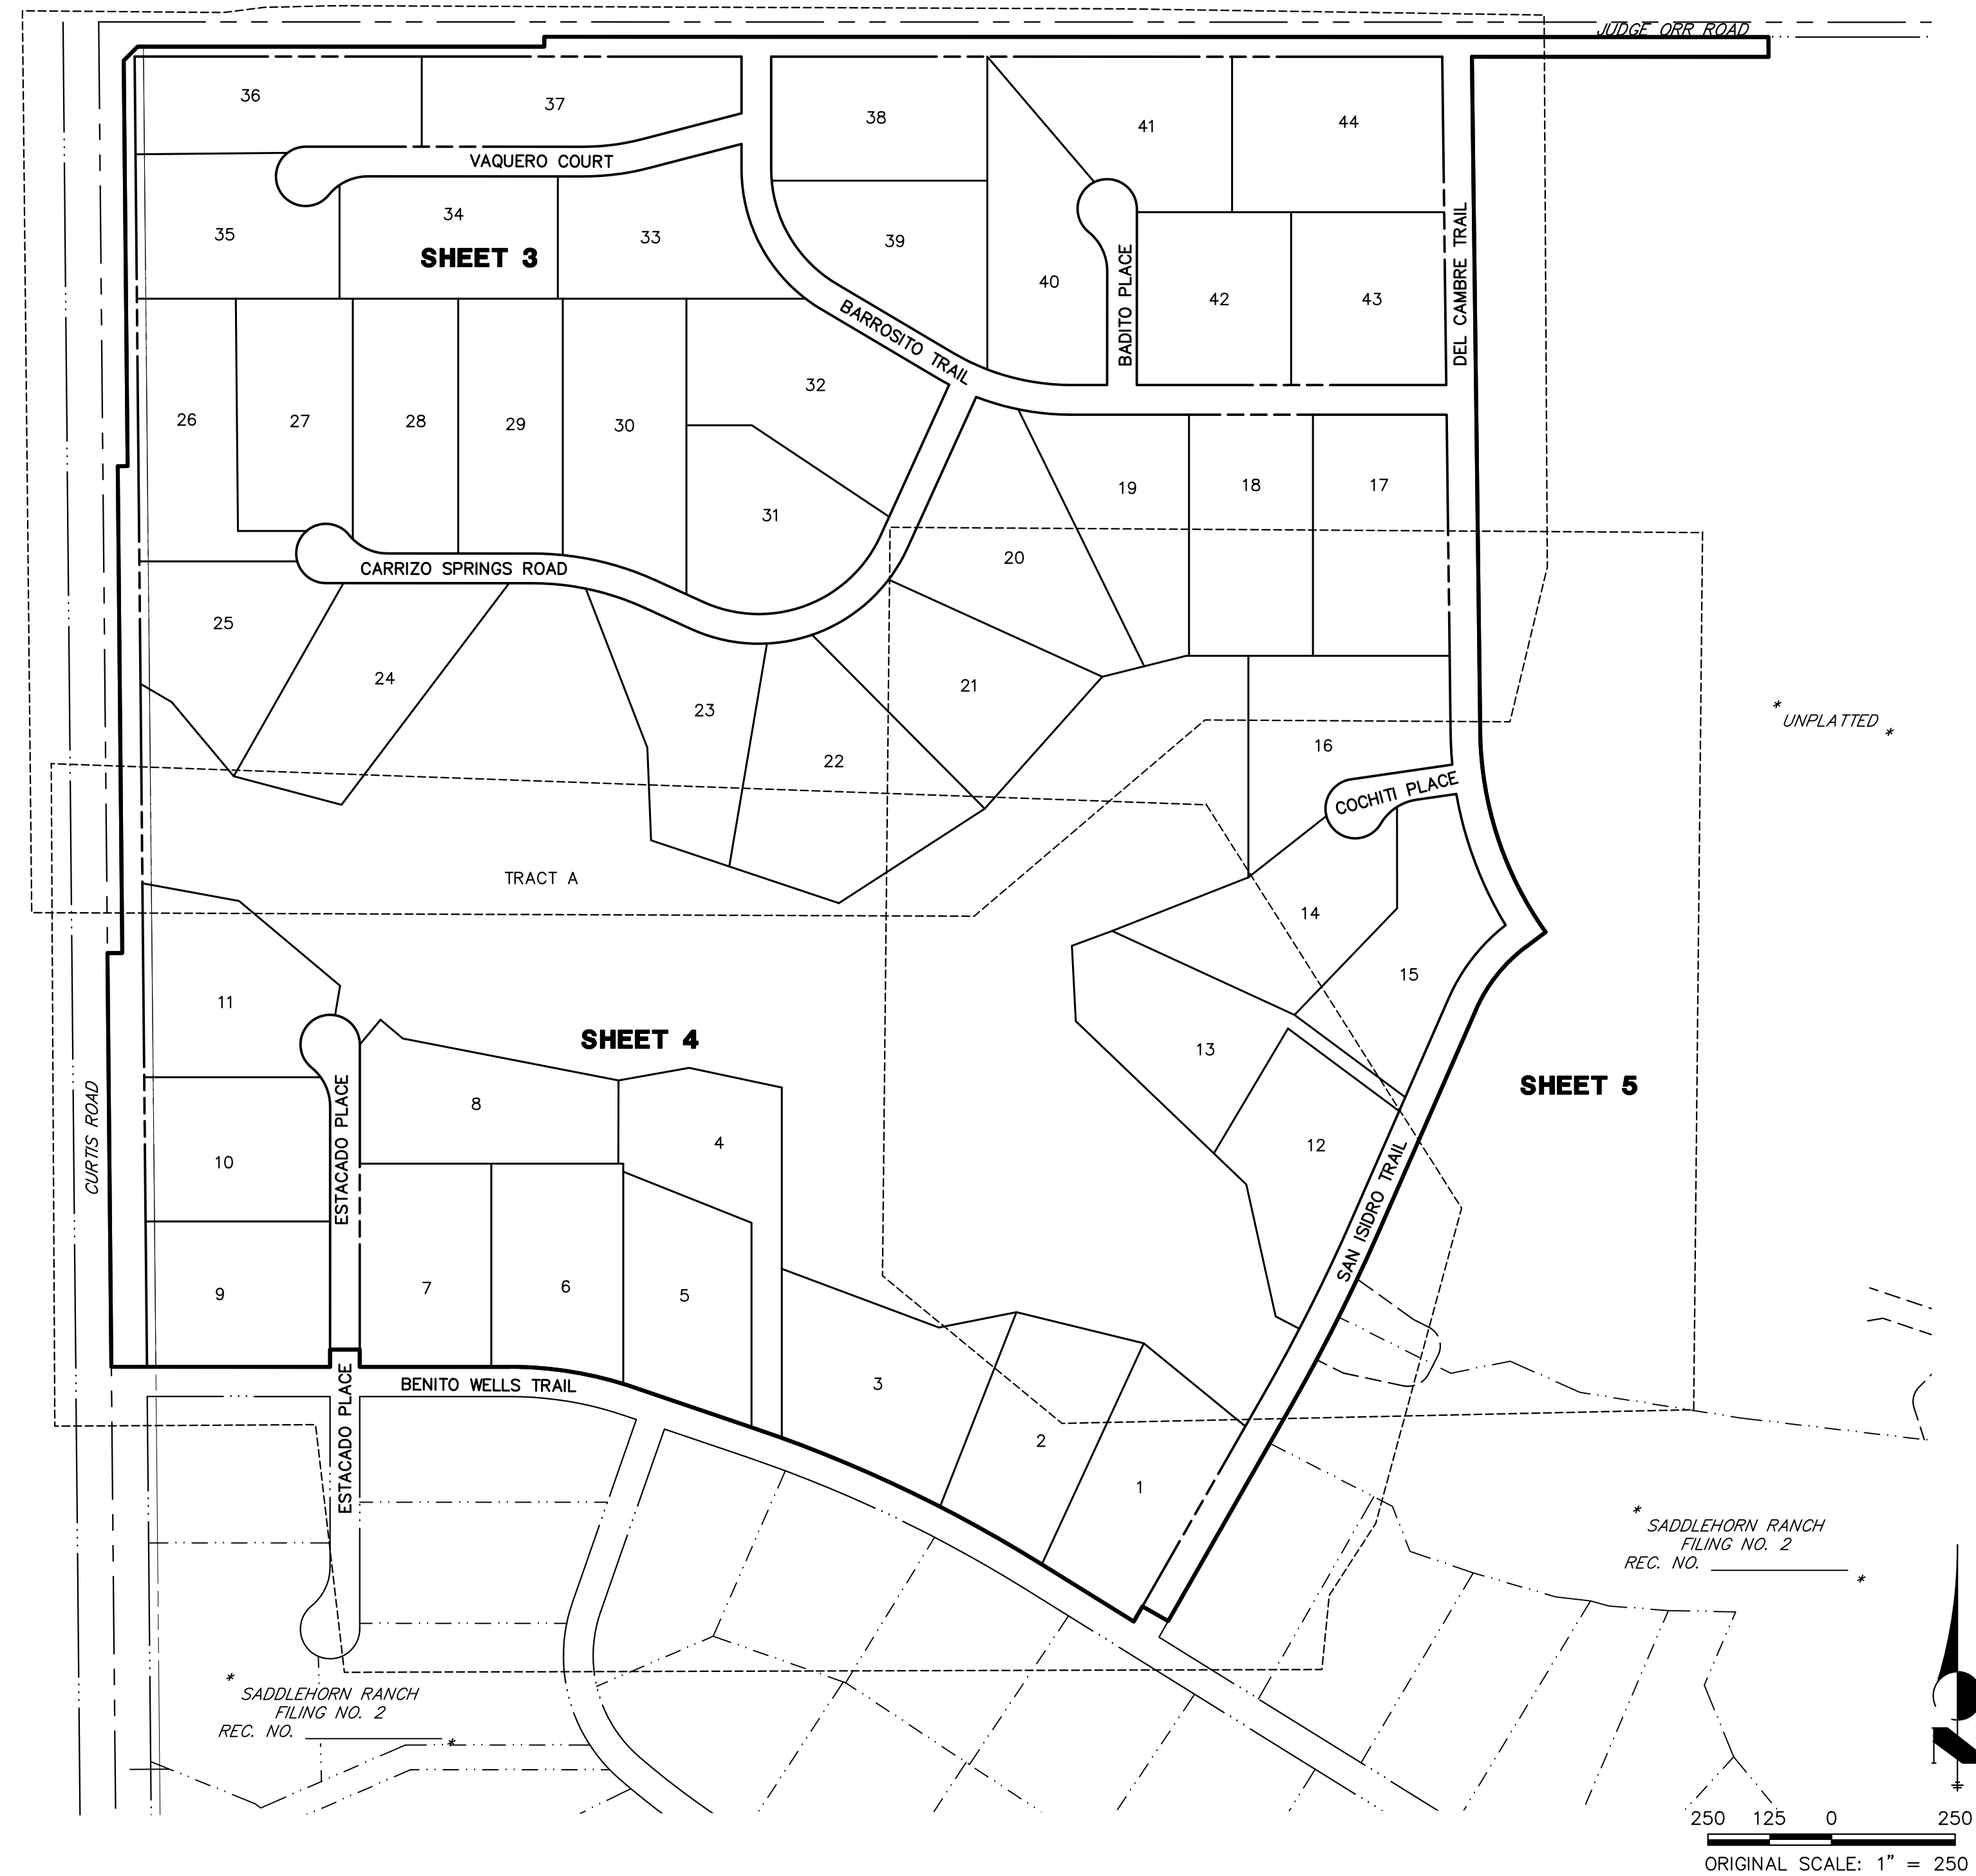 JUDGE ORR ROAD
36
37
38
41
44
VAQUERO COURT
35
34
33
SHEET 3
39
40
BADITO PLACE
42
43
DEL CAMBRE TRAIL
BARROSITO TRAIL
32
26
27
28
29
30
31
19
18
17
20
CARRIZO SPRINGS ROAD
25
24
23
21
22
16
*
UNPLATTED
*
COCHITI PLACE
TRACT A
14
15
11
SHEET 4
13
SHEET 5
8
4
12
CURTIS ROAD
10
ESTACADO PLACE
SAN ISIDRO TRAIL
9
7
6
5
3
2
1
BENITO WELLS TRAIL
ESTACADO PLACE
*
SADDLEHORN RANCH
FILING NO. 2
REC. NO. ____________
*
*
SADDLEHORN RANCH
FILING NO. 2
REC. NO. ____________
*
N
250 125 0 250
ORIGINAL SCALE: 1" = 250